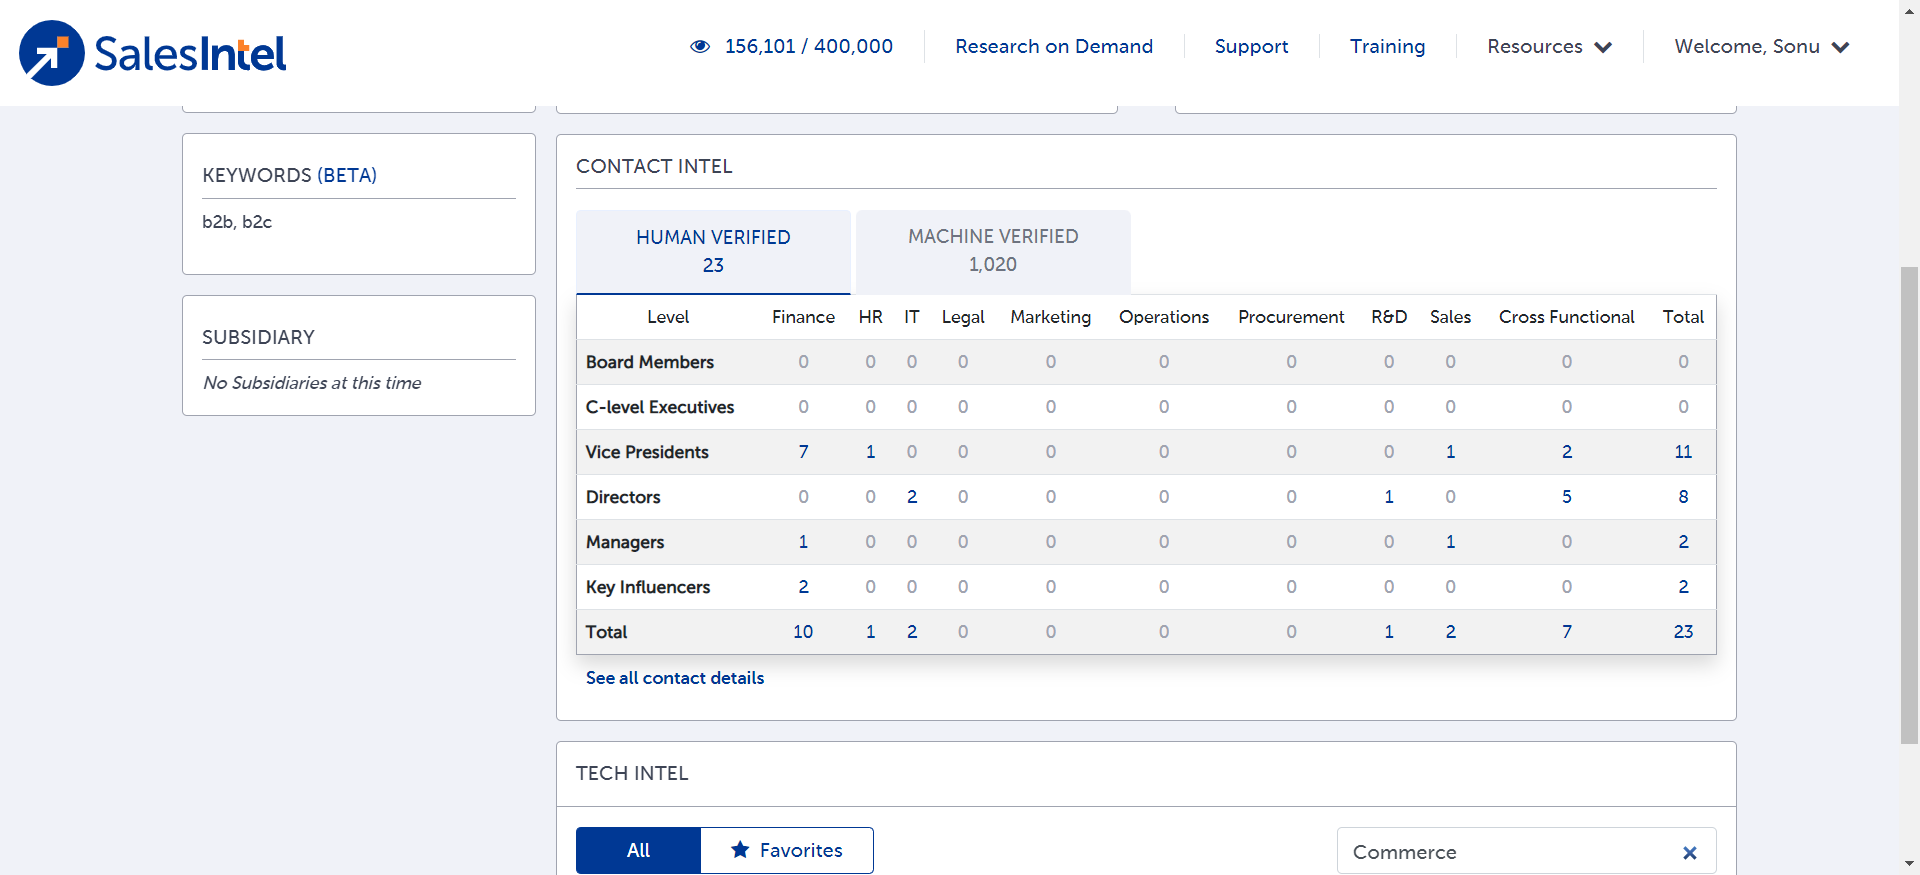 SalesIntel
156,101 / 400,000
Research on Demand
Support
Training
Resources
Welcome, Sonu
KEYWORDS (BETA)
b2b, b2c
SUBSIDIARY
No Subsidiaries at this time
CONTACT INTEL
HUMAN VERIFIED
23
MACHINE VERIFIED
1,020
Level Finance HR IT Legal Marketing Operations Procurement R&D Sales Cross Functional Total
Board Members 0 0 0 0 0 0 0 0 0 0 0
C-level Executives 0 0 0 0 0 0 0 0 0 0 0
Vice Presidents 7 1 0 0 0 0 0 0 1 2 11
Directors 0 0 2 0 0 0 0 1 0 5 8
Managers 1 0 0 0 0 0 0 0 1 0 2
Key Influencers 2 0 0 0 0 0 0 0 0 0 2
Total 10 1 2 0 0 0 0 1 2 7 23
See all contact details
TECH INTEL
All
Favorites
Commerce